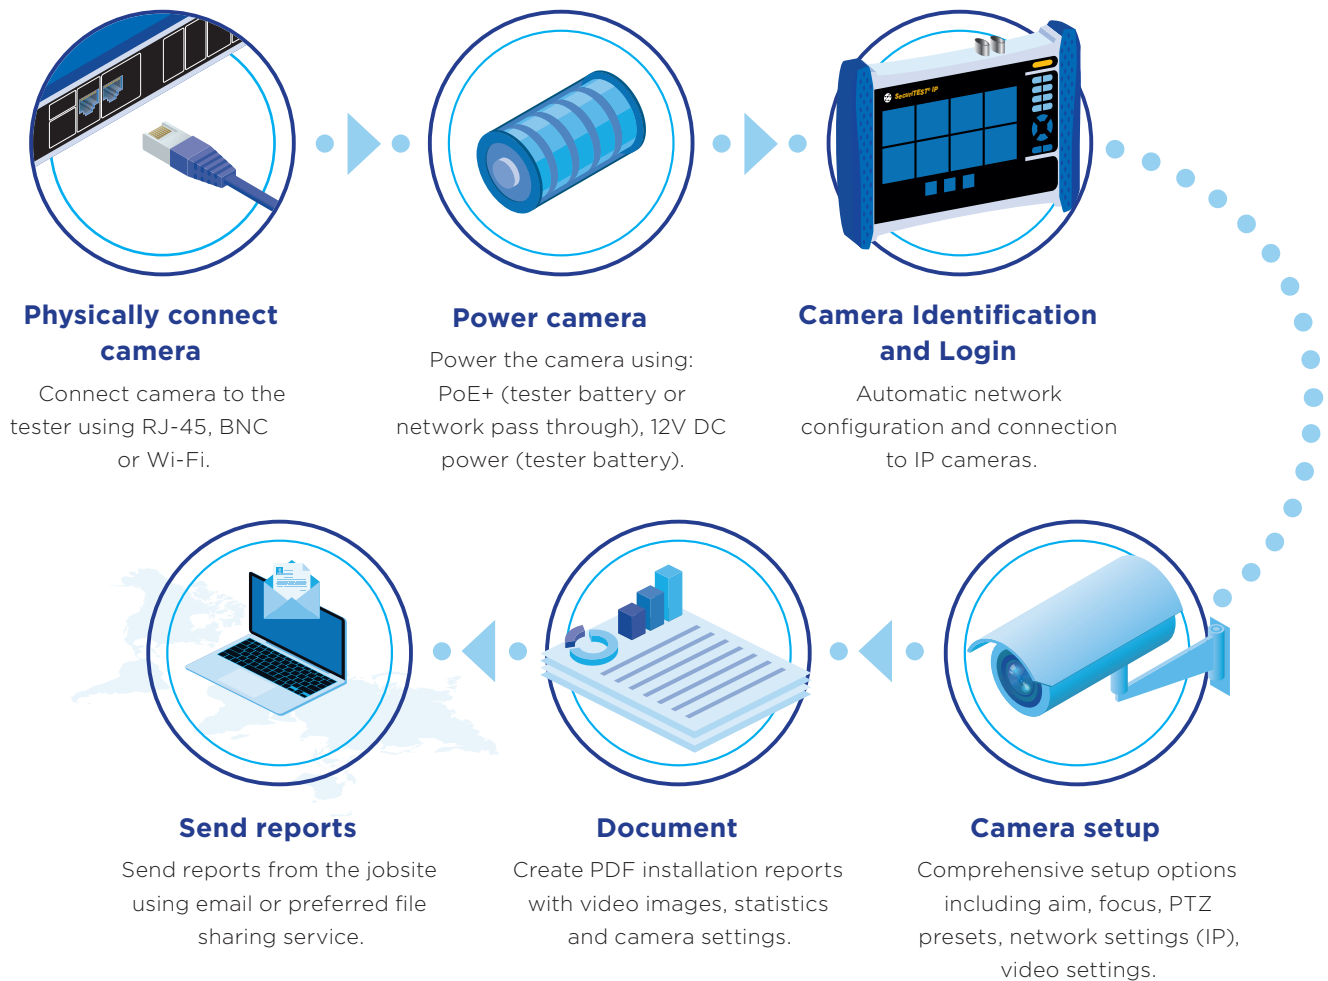 SecuriTEST® IP
Physically connect
camera
Connect camera to the
tester using RJ-45, BNC
or Wi-Fi.
Power camera
Power the camera using:
PoE+ (tester battery or
network pass through), 12V DC
power (tester battery).
Camera Identification
and Login
Automatic network
configuration and connection
to IP cameras.
Camera setup
Comprehensive setup options
including aim, focus, PTZ
presets, network settings (IP),
video settings.
Document
Create PDF installation reports
with video images, statistics
and camera settings.
Send reports
Send reports from the jobsite
using email or preferred file
sharing service.